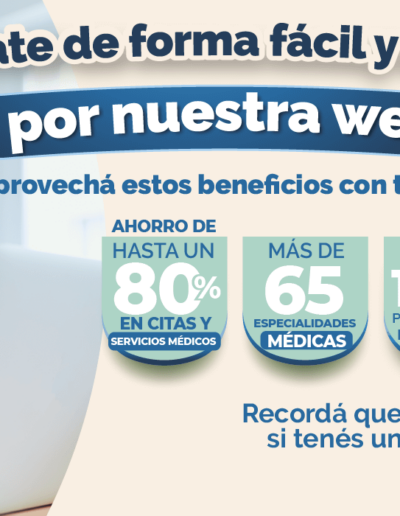 ate de forma fácil y
por nuestra we
provechá estos beneficios con t
AHORRO DE
HASTA UN
80%
EN CITAS Y
SERVICIOS MÉDICOS
MÁS DE
65
ESPECIALIDADES
MÉDICAS
1
P
Recordá que
si tenés un